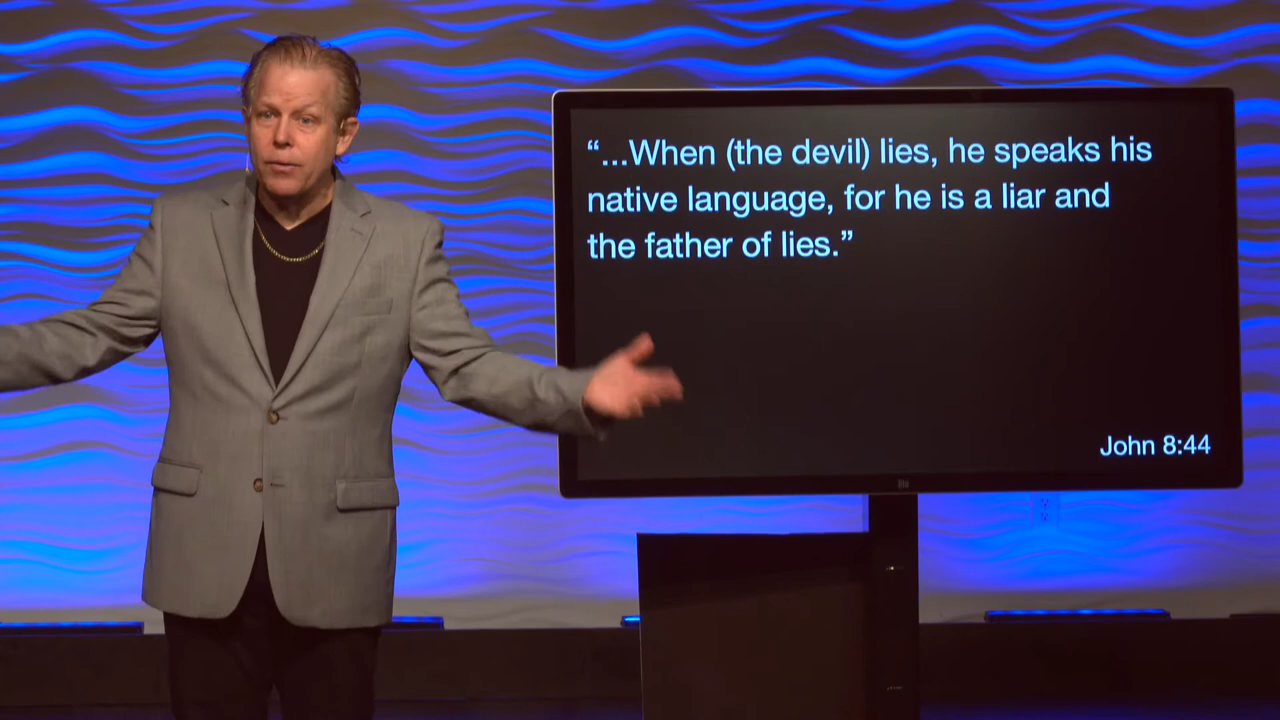 “...When (the devil) lies, he speaks his
native language, for he is a liar and
the father of lies.”
John 8:44
elo